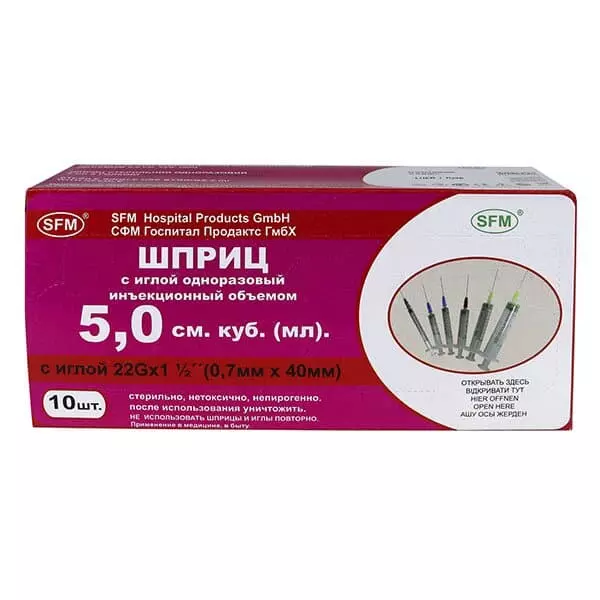 SFM®
SFM Hospital Products GmbH
СФМ Госпитал Продактс ГмбХ
ШПРИЦ
с иглой одноразовый
инъекционный объемом
5,0 см. куб. (мл).
с иглой 22Gx1 ½´´(0,7мм x 40мм)
10шт.
стерильно, нетоксично, непирогенно.
после использования уничтожить.
НЕ ИСПОЛЬЗОВАТЬ ШПРИЦЫ И ИГЛЫ ПОВТОРНО.
Применение в медицине, в быту
SFM®
ОТКРЫВАТЬ ЗДЕСЬ
ВІДКРИВАТИ ТУТ
HIER OFFNEN
OPEN HERE
АШУ ОСЫ ЖЕРДЕН